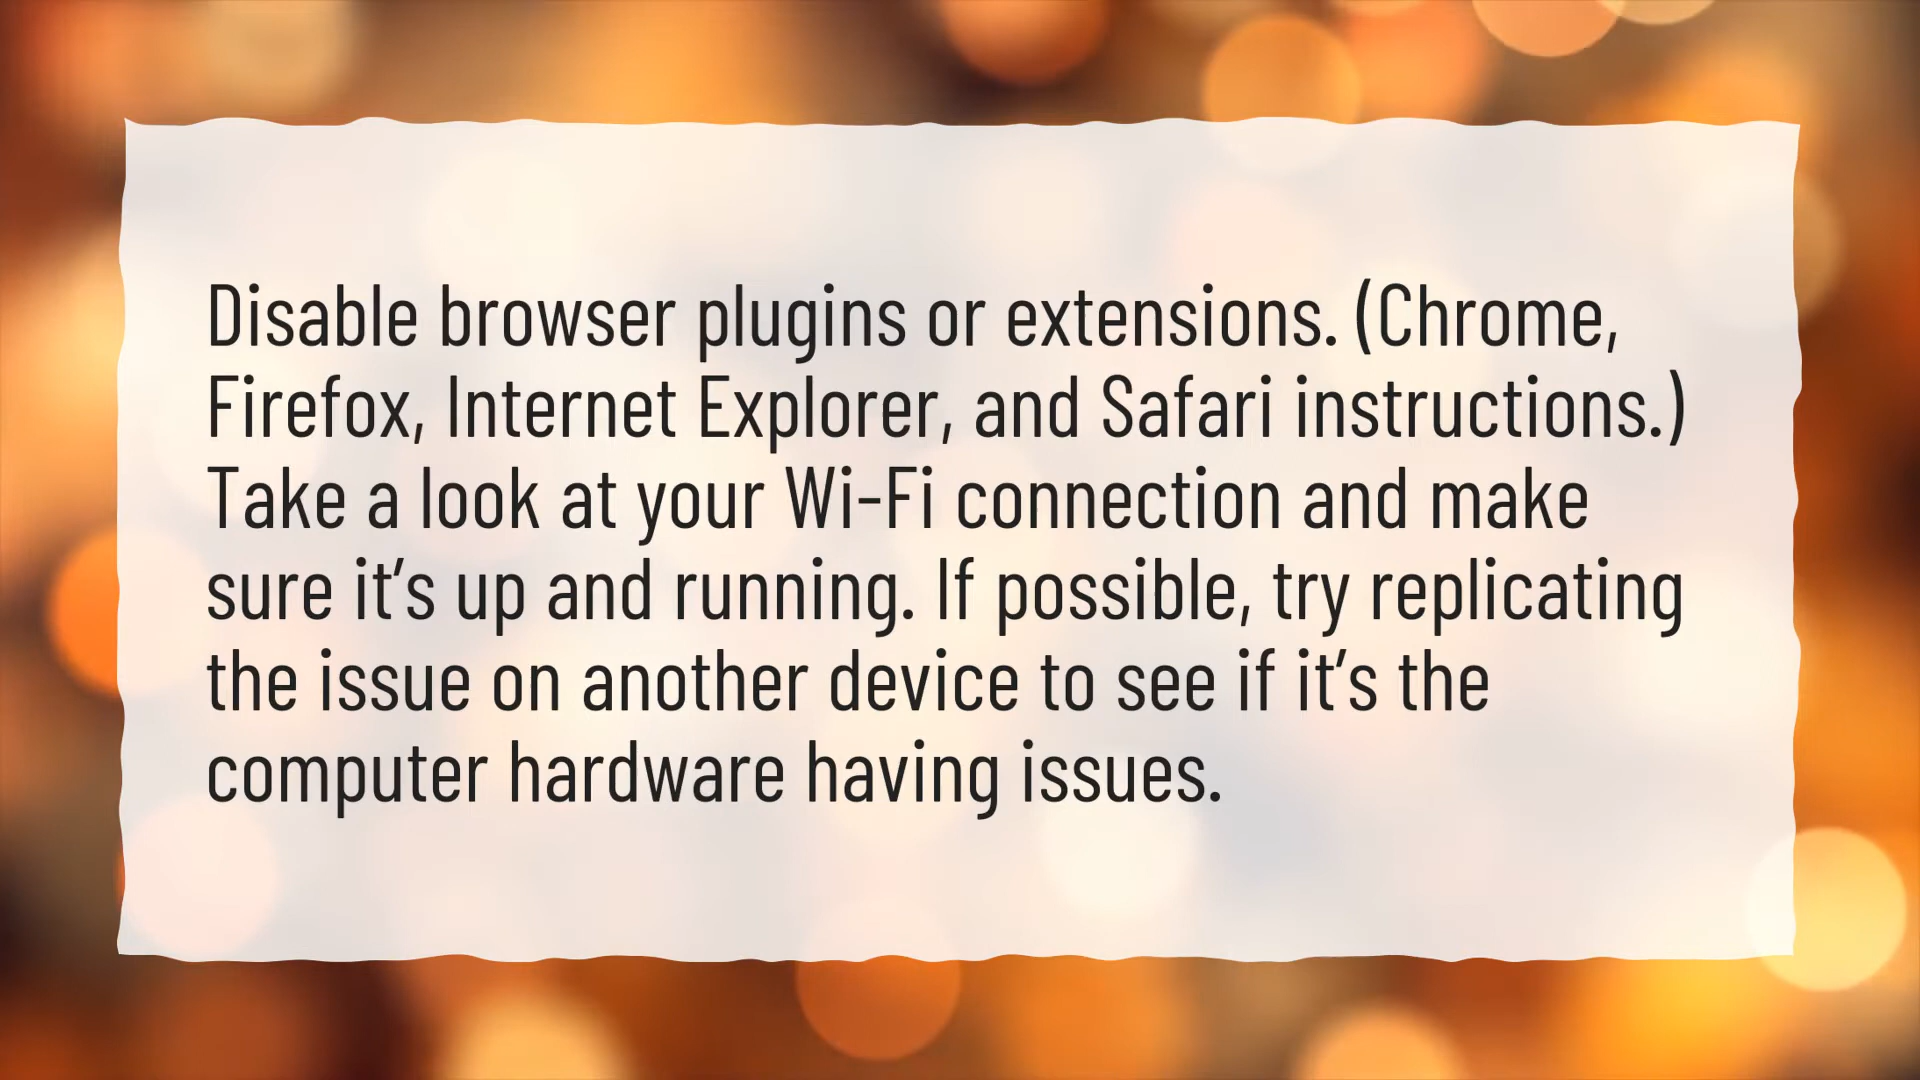 Disable browser plugins or extensions. (Chrome,
Firefox, Internet Explorer, and Safari instructions.)
Take a look at your Wi-Fi connection and make
sure it’s up and running. If possible, try replicating
the issue on another device to see if it’s the
computer hardware having issues.